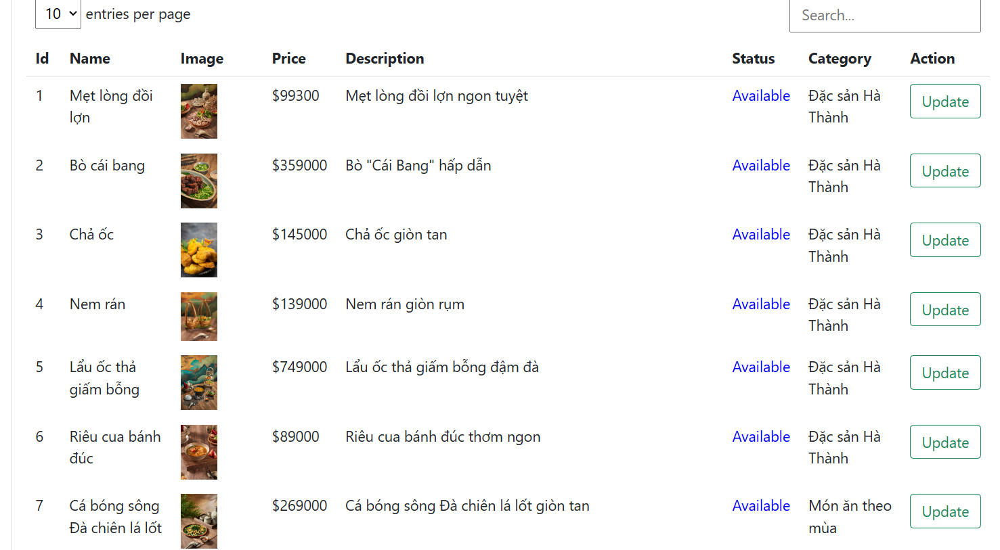 10 entries per page
Search...
Id Name Image Price Description Status Category Action
1 Mẹt lòng đồi $99300 Mẹt lòng đồi lợn ngon tuyệt Available Đặc sản Hà Update
lợn Thành
2 Bò cái bang $359000 Bò "Cái Bang" hấp dẫn Available Đặc sản Hà Update
Thành
3 Chả ốc $145000 Chả ốc giòn tan Available Đặc sản Hà Update
Thành
4 Nem rán $139000 Nem rán giòn rụm Available Đặc sản Hà Update
Thành
5 Lẩu ốc thả $749000 Lẩu ốc thả giấm bỗng đậm đà Available Đặc sản Hà Update
giấm bỗng Thành
6 Riêu cua bánh $89000 Riêu cua bánh đúc thơm ngon Available Đặc sản Hà Update
đúc Thành
7 Cá bóng sông $269000 Cá bóng sông Đà chiên lá lốt giòn tan Available Món ăn theo Update
Đà chiên lá lốt mùa